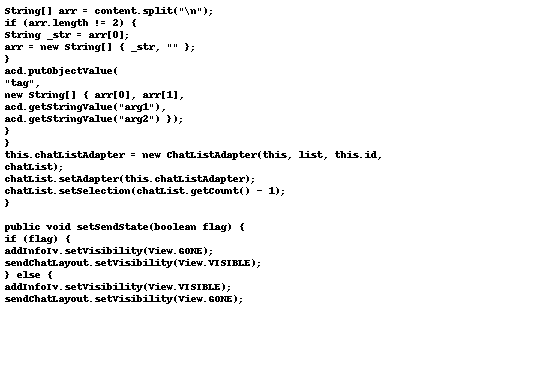 String[] arr = content.split("\n");
if (arr.length != 2) {
String _str = arr[0];
arr = new String[] { _str, "" };
}
acd.putObjectValue(
"tag",
new String[] { arr[0], arr[1],
acd.getStringValue("arg1"),
acd.getStringValue("arg2") });
}
}
this.chatListAdapter = new ChatListAdapter(this, list, this.id,
chatList);
chatList.setAdapter(this.chatListAdapter);
chatList.setSelection(chatList.getCount() - 1);
}

public void setSendState(boolean flag) {
if (flag) {
addInfoIv.setVisibility(View.GONE);
sendChatLayout.setVisibility(View.VISIBLE);
} else {
addInfoIv.setVisibility(View.VISIBLE);
sendChatLayout.setVisibility(View.GONE);